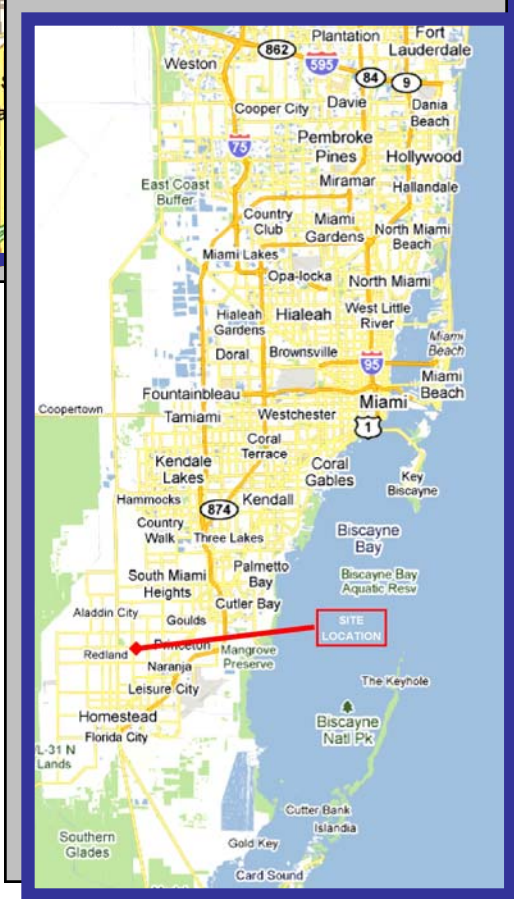 Plantation
Fort
Lauderdale
862
595
Weston
84
9
Cooper City
Davie
Dania
Beach
75
Pembroke
Pines
Hollywood
East Coast
Buffer
Miramar
Hallandale
Country
Club
Miami
Gardens
North Miami
Beach
Miami Lakes
Opa-locka
North Miami
Hialeah
Gardens
Hialeah
West Little
River
Miami
Beach
Doral
Brownsville
95
Miami
Beach
Fountainbleau
Miami
Coopertown
Tamiami
Westchester
1
Coral
Terrace
Kendale
Lakes
Coral
Gables
Key
Biscayne
Hammocks
Kendall
874
Country
Walk
Three Lakes
Biscayne
Bay
Palmetto
Bay
Biscayne Bay
Aquatic Resv
South Miami
Heights
Cutler Bay
Aladdin City
Goulds
SITE
LOCATION
Redland
Princeton
Mangrove
Preserve
Naranja
Leisure City
The Keyhole
Homestead
Florida City
Biscayne
Natl Pk
L-31 N
Lands
Cutter Bank
Islandia
Southern
Glades
Gold Key
Card Sound